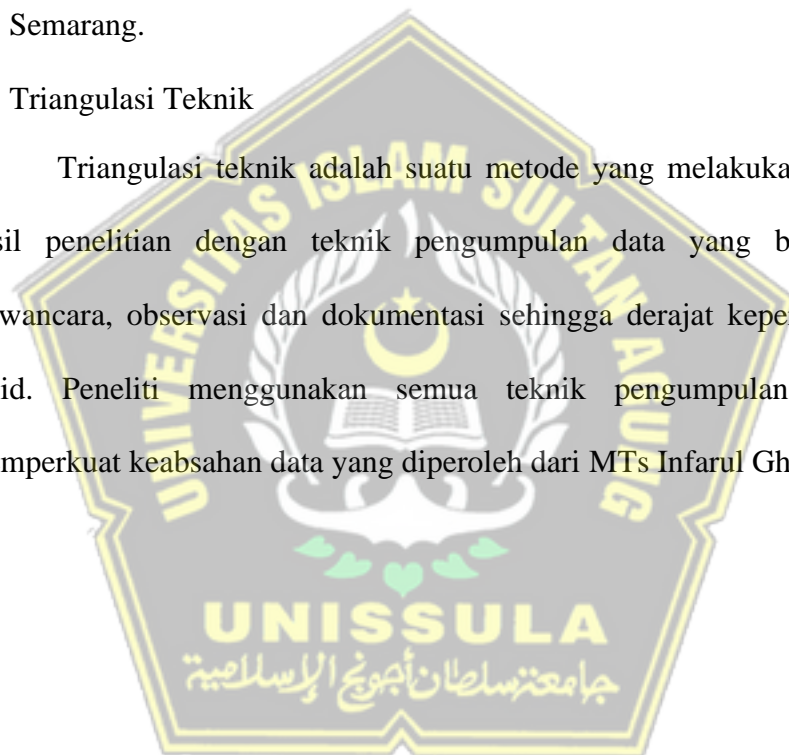 Semarang.
Triangulasi Teknik
Triangulasi teknik adalah suatu metode yang melakuka
sil penelitian dengan teknik pengumpulan data yang b
wancara, observasi dan dokumentasi sehingga derajat keper
id. Peneliti menggunakan semua teknik pengumpulan
mperkuat keabsahan data yang diperoleh dari MTs Infarul Gh
UNIVERSITAS ISLAM SULTAN AGUNG
UNISSULA
جامعة سلطان أجونج الإسلامية